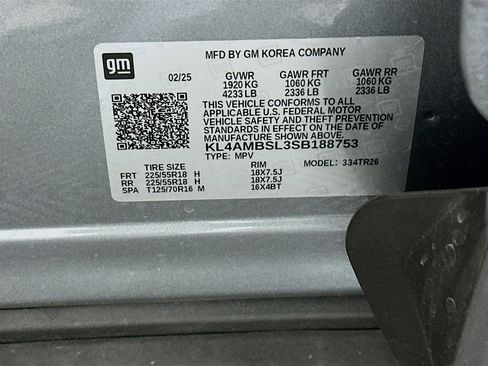 gm
MFD BY GM KOREA COMPANY
02/25 GVWR GAWR FRT GAWR RR
1920 KG 1060 KG 1060 KG
4233 LB 2336 LB 2336 LB
THIS VEHICLE CONFORMS TO ALL
APPLICABLE U.S. FEDERAL MOTOR
VEHICLE SAFETY AND THEFT PREVENTION
STANDARDS IN EFFECT ON THE DATE OF
MANUFACTURE SHOWN ABOVE.
KL4AMBSL3SB188753
TYPE: MPV MODEL: 334TR26
TIRE SIZE RIM
FRT 225/55R18 H 18X7.5J
RR 225/55R18 H 18X7.5J
SPA T125/70R16 M 16X4BT